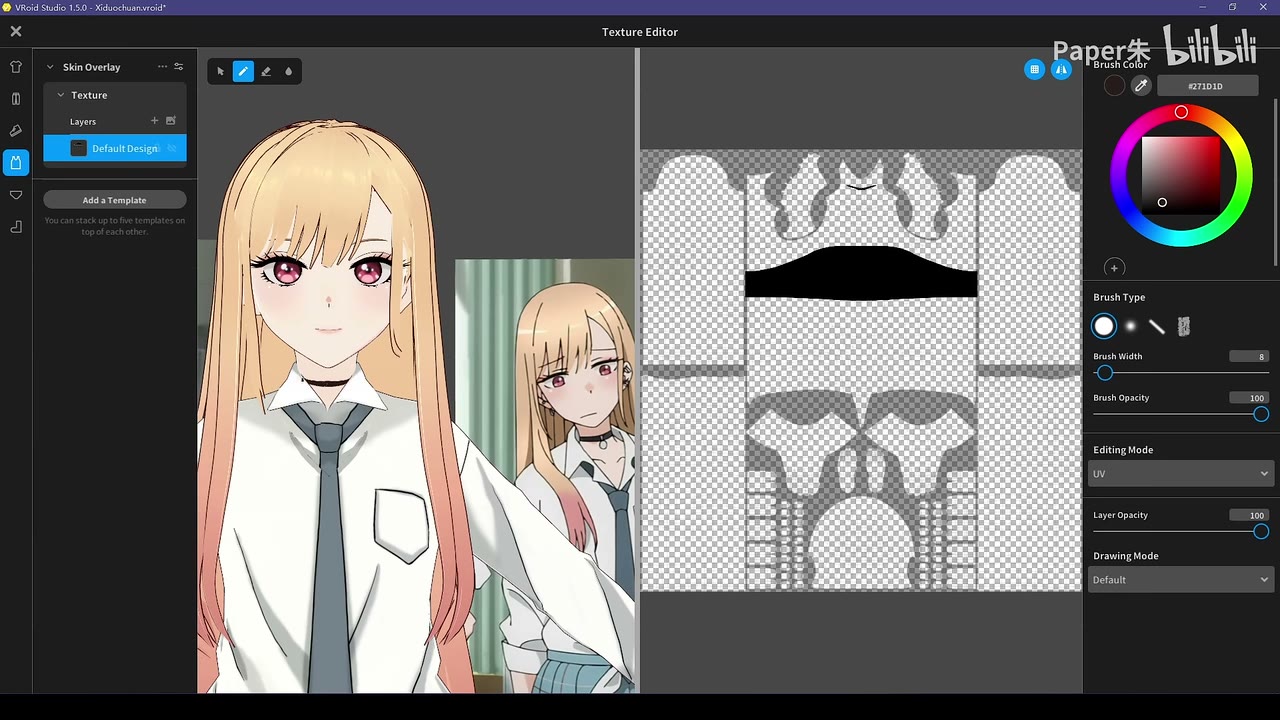 VRoid Studio 1.5.0 - Xiduochuan.vroid*
Texture Editor
Paper朱 bilibili
Skin Overlay
Texture
Layers
Default Design
Add a Template
You can stack up to five templates on
top of each other.
Brush Color
#271D1D
Brush Type
Brush Width
8
Brush Opacity
100
Editing Mode
UV
Layer Opacity
100
Drawing Mode
Default